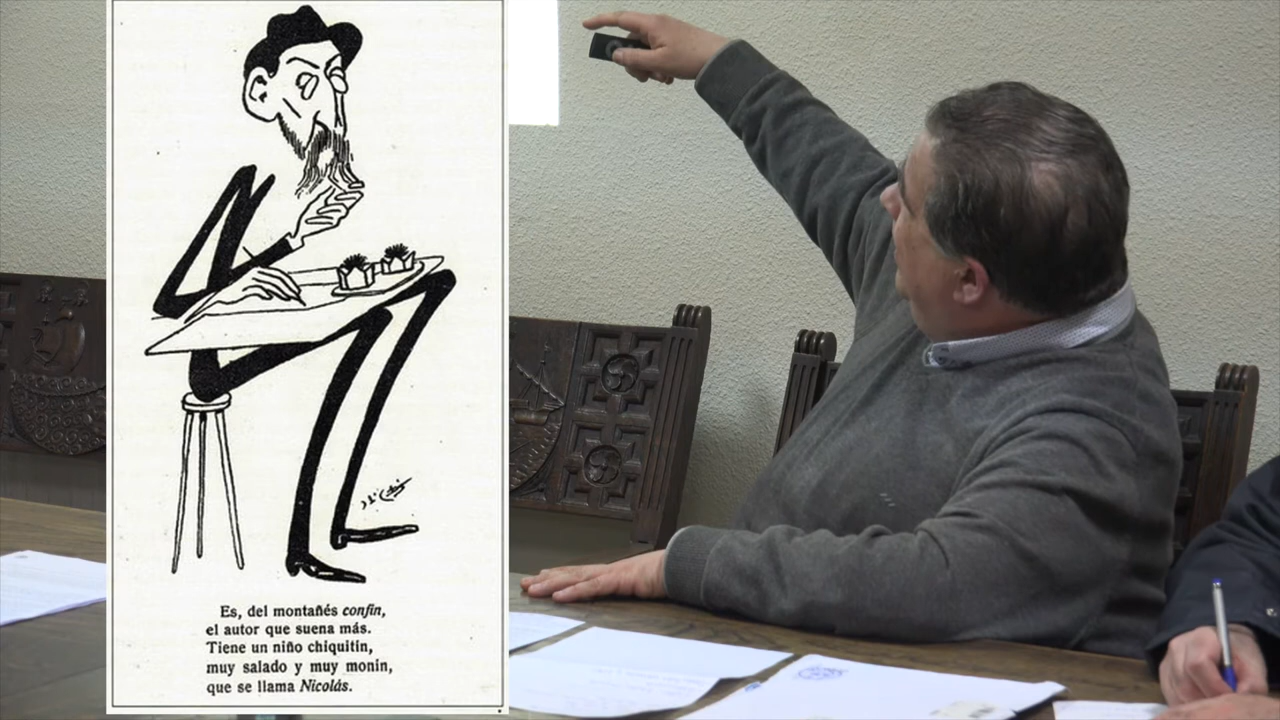 Es, del montañés confín,
el autor que suena más.
Tiene un niño chiquitín,
muy salado y muy monín,
que se llama Nicolás.